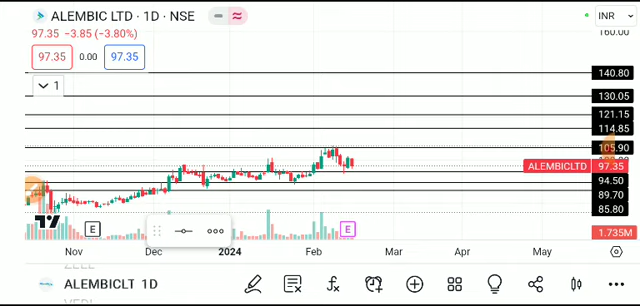 ALEMBIC LTD · 1D · NSE
INR
97.35 −3.85 (−3.80%)
160.00
97.35 0.00 97.35
140.80
1
130.05
121.15
114.85
105.90
ALEMBICLTD 97.35
94.50
89.70
85.80
E E
1.735M
Nov Dec 2024 Feb Mar Apr May
ALEMBICLT 1D